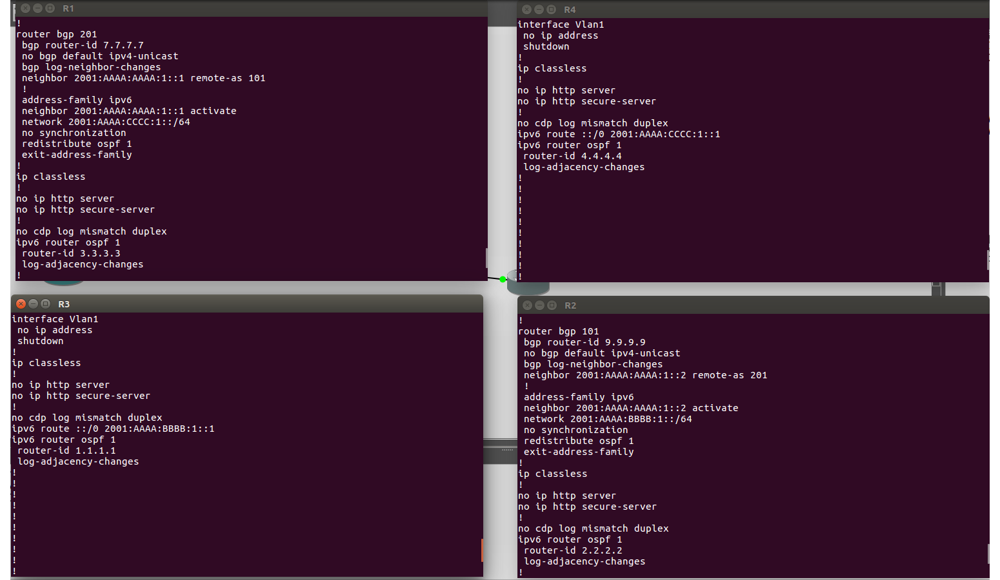 R1
!
router bgp 201
 bgp router-id 7.7.7.7
 no bgp default ipv4-unicast
 bgp log-neighbor-changes
 neighbor 2001:AAAA:AAAA:1::1 remote-as 101
 !
 address-family ipv6
 neighbor 2001:AAAA:AAAA:1::1 activate
 network 2001:AAAA:CCCC:1::/64
 no synchronization
 redistribute ospf 1
 exit-address-family
!
ip classless
!
no ip http server
no ip http secure-server
!
no cdp log mismatch duplex
ipv6 router ospf 1
 router-id 3.3.3.3
 log-adjacency-changes
!
R4
interface Vlan1
 no ip address
 shutdown
!
ip classless
!
no ip http server
no ip http secure-server
!
no cdp log mismatch duplex
ipv6 route ::/0 2001:AAAA:CCCC:1::1
ipv6 router ospf 1
 router-id 4.4.4.4
 log-adjacency-changes
!
!
!
!
!
!
!
!
!
!
R3
interface Vlan1
 no ip address
 shutdown
!
ip classless
!
no ip http server
no ip http secure-server
!
no cdp log mismatch duplex
ipv6 route ::/0 2001:AAAA:BBBB:1::1
ipv6 router ospf 1
 router-id 1.1.1.1
 log-adjacency-changes
!
!
!
!
!
!
!
!
!
!
R2
!
router bgp 101
 bgp router-id 9.9.9.9
 no bgp default ipv4-unicast
 bgp log-neighbor-changes
 neighbor 2001:AAAA:AAAA:1::2 remote-as 201
 !
 address-family ipv6
 neighbor 2001:AAAA:AAAA:1::2 activate
 network 2001:AAAA:BBBB:1::/64
 no synchronization
 redistribute ospf 1
 exit-address-family
!
ip classless
!
no ip http server
no ip http secure-server
!
no cdp log mismatch duplex
ipv6 router ospf 1
 router-id 2.2.2.2
 log-adjacency-changes
!